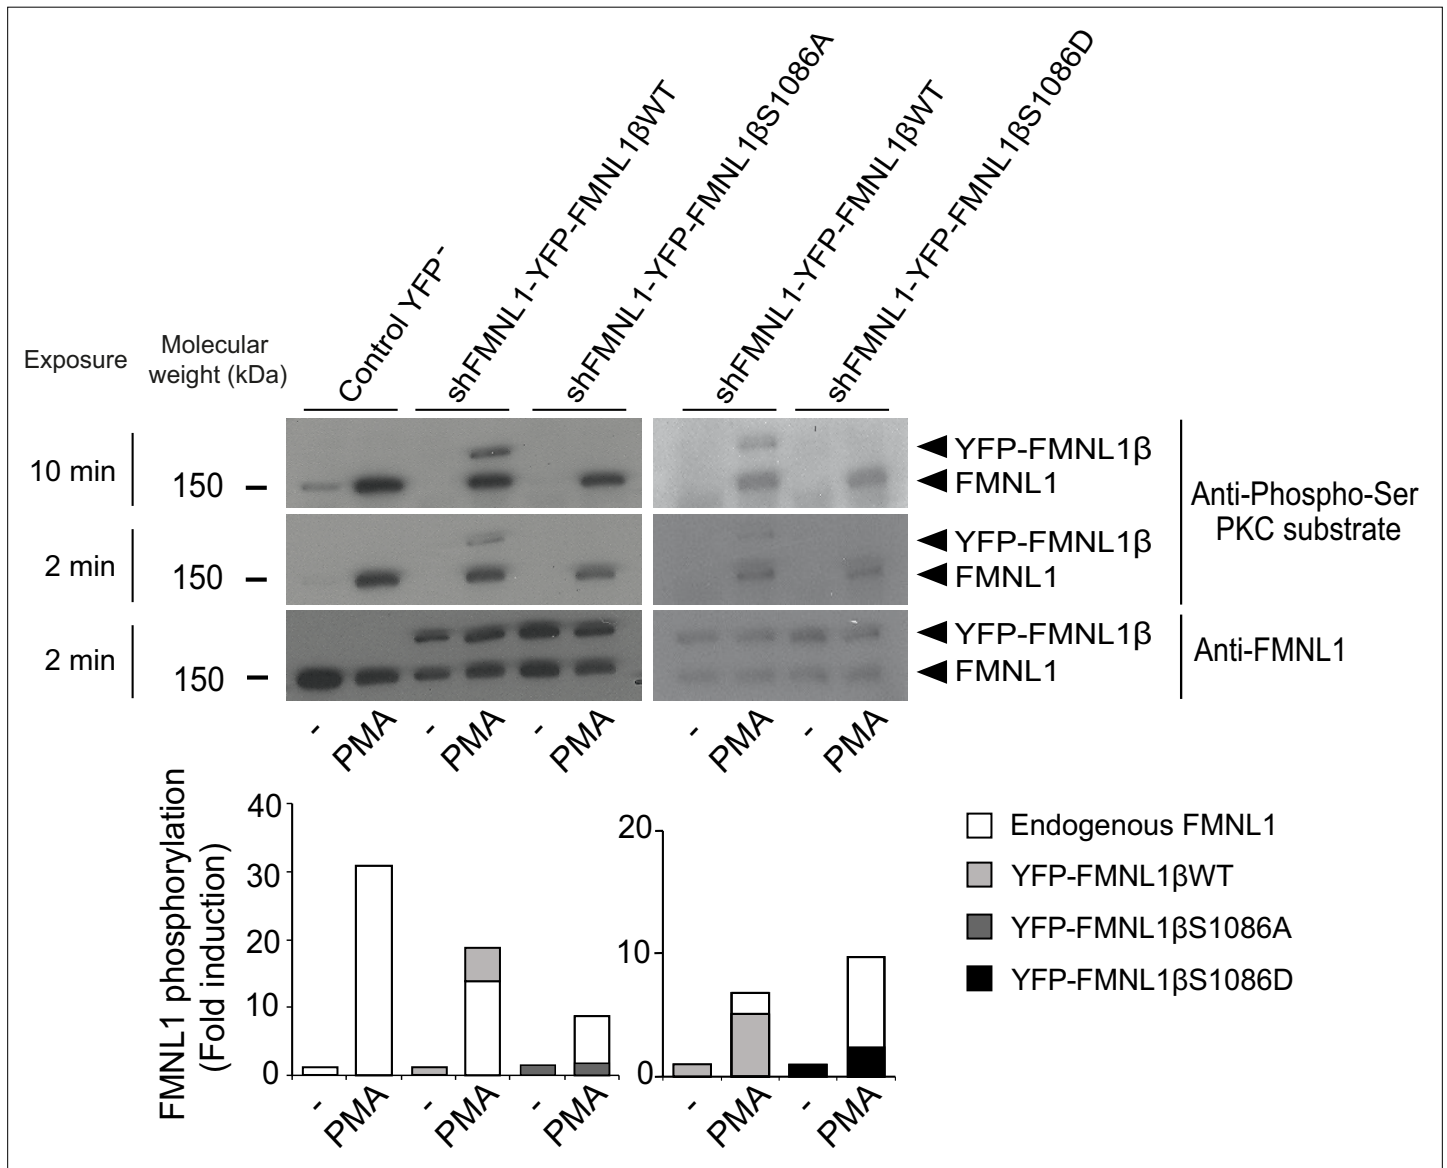 Control YFP⁻
shFMNL1-YFP-FMNL1βWT
shFMNL1-YFP-FMNL1βS1086A
shFMNL1-YFP-FMNL1βWT
shFMNL1-YFP-FMNL1βS1086D
Exposure
Molecular
weight (kDa)
10 min
150
YFP-FMNL1β
FMNL1
2 min
150
YFP-FMNL1β
FMNL1
Anti-Phospho-Ser
PKC substrate
2 min
150
YFP-FMNL1β
FMNL1
Anti-FMNL1
- PMA - PMA - PMA - PMA - PMA
FMNL1 phosphorylation
(Fold induction)
40
30
20
10
0
- PMA - PMA - PMA
20
10
0
- PMA - PMA
Endogenous FMNL1
YFP-FMNL1βWT
YFP-FMNL1βS1086A
YFP-FMNL1βS1086D